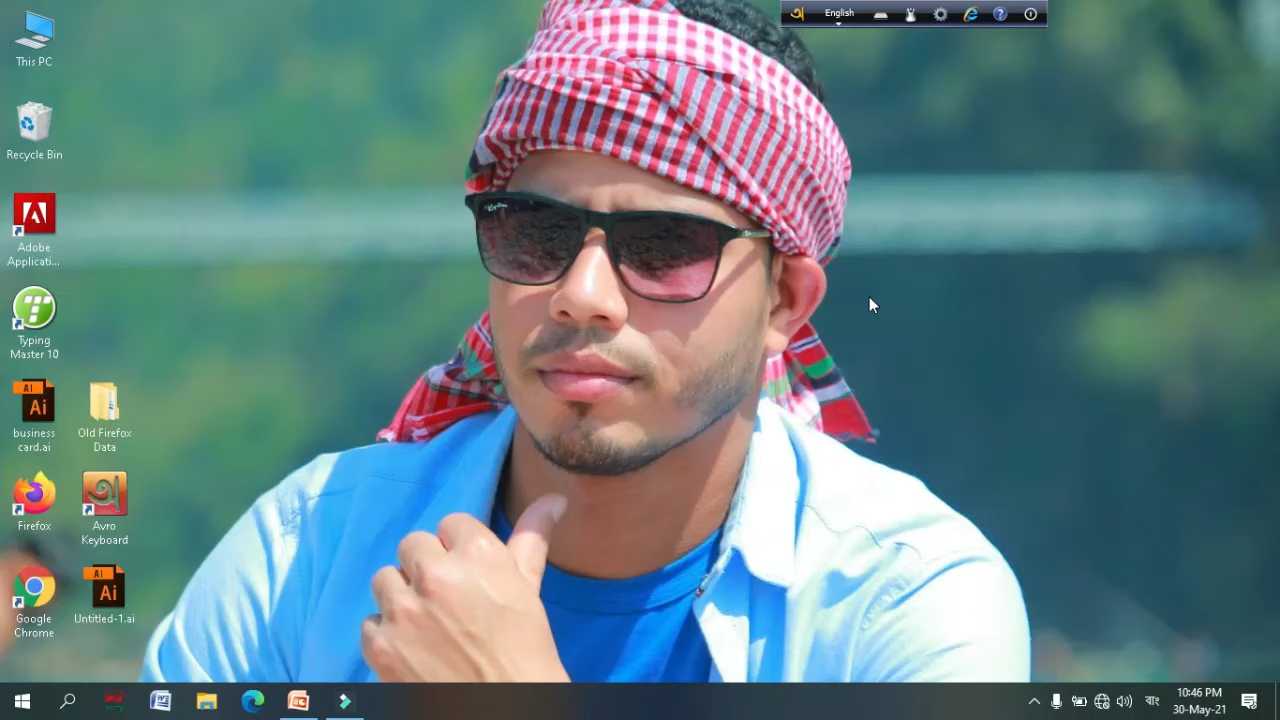 অ English
This PC
Recycle Bin
Adobe
Applicati...
Typing
Master 10
business
card.ai
Old Firefox
Data
Firefox
Avro
Keyboard
Google
Chrome
Untitled-1.ai
বাং
10:46 PM
30-May-21